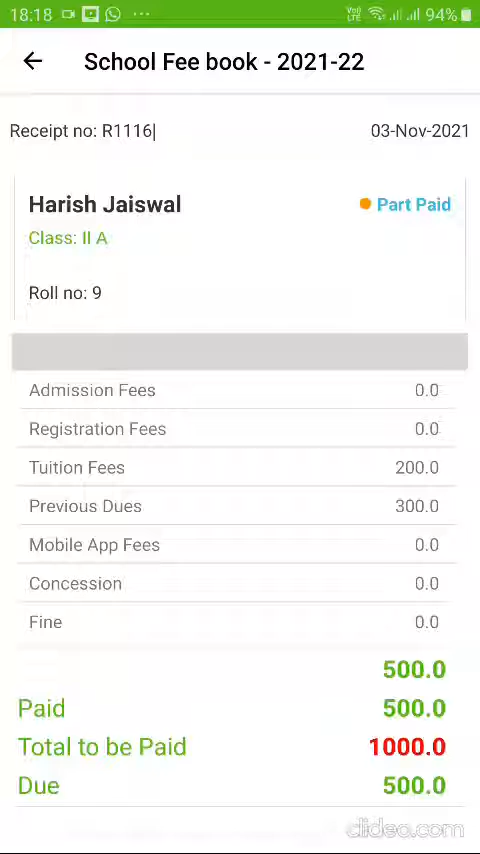 18:18 ... Vo) LTE 94%
School Fee book - 2021-22
Receipt no: R1116| 03-Nov-2021
Harish Jaiswal Part Paid
Class: II A
Roll no: 9
Admission Fees 0.0
Registration Fees 0.0
Tuition Fees 200.0
Previous Dues 300.0
Mobile App Fees 0.0
Concession 0.0
Fine 0.0
500.0
Paid 500.0
Total to be Paid 1000.0
Due 500.0
clideo.com